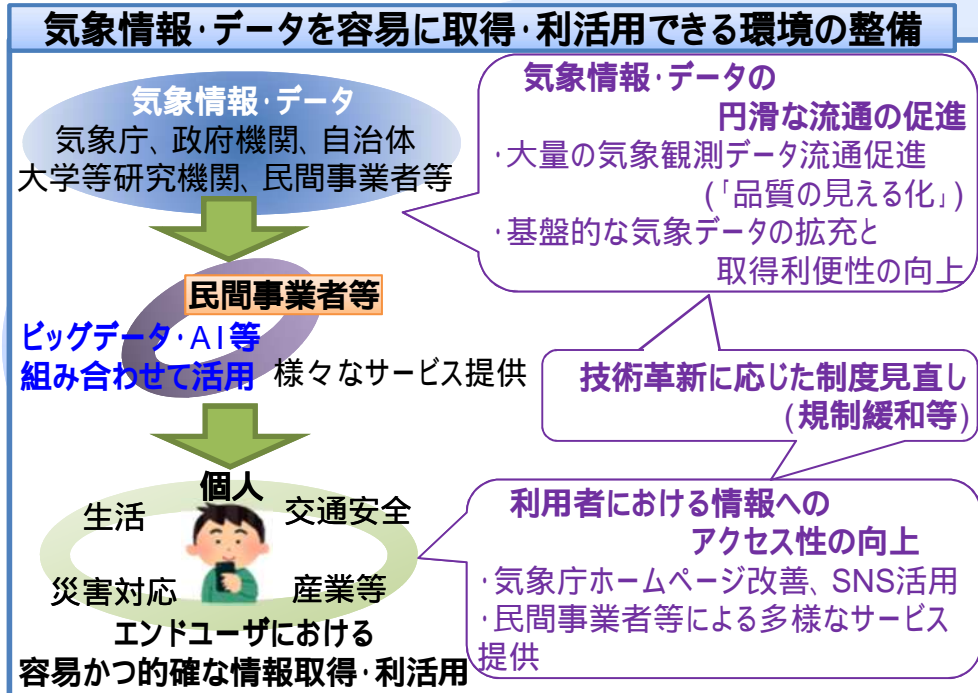 気象情報・データを容易に取得・利活用できる環境の整備
気象情報・データ
気象庁、政府機関、自治体
大学等研究機関、民間事業者等
民間事業者等
ビッグデータ・AI等
組み合わせて活用
様々なサービス提供
個人
生活
交通安全
災害対応
産業等
エンドユーザにおける
容易かつ的確な情報取得・利活用
気象情報・データの
円滑な流通の促進
・大量の気象観測データ流通促進
(「品質の見える化」)
・基盤的な気象データの拡充と
取得利便性の向上
技術革新に応じた制度見直し
(規制緩和等)
利用者における情報への
アクセス性の向上
・気象庁ホームページ改善、SNS活用
・民間事業者等による多様なサービス
提供